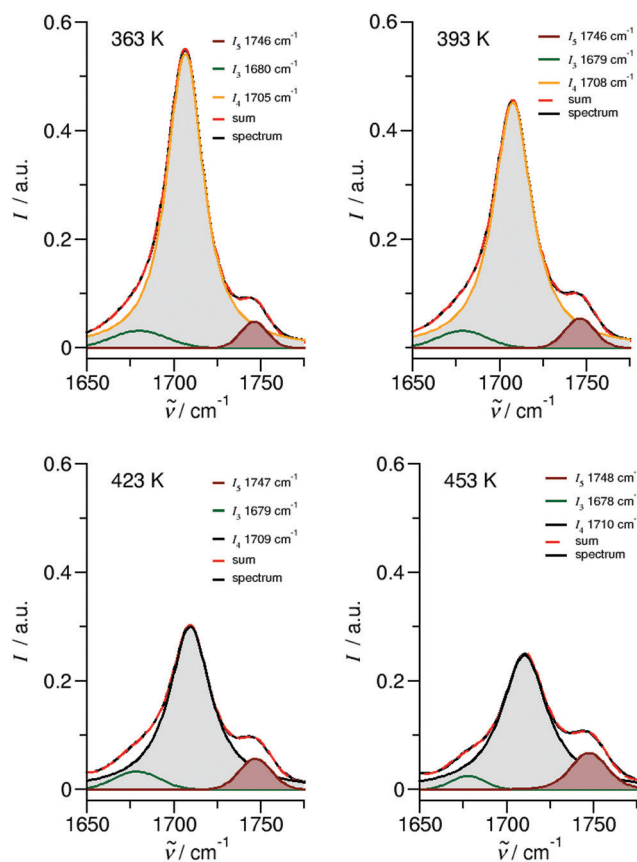 363 K
I₅ 1746 cm⁻¹
I₃ 1680 cm⁻¹
I₄ 1705 cm⁻¹
sum
spectrum
0.6
0.4
0.2
0
I / a.u.
1650 1700 1750
ṽ / cm⁻¹
393 K
I₅ 1746 cm⁻¹
I₃ 1679 cm⁻¹
I₄ 1708 cm⁻¹
sum
spectrum
0.6
0.4
0.2
0
I / a.u.
1650 1700 1750
ṽ / cm⁻¹
423 K
I₅ 1747 cm⁻¹
I₃ 1679 cm⁻¹
I₄ 1709 cm⁻¹
sum
spectrum
0.6
0.4
0.2
0
I / a.u.
1650 1700 1750
ṽ / cm⁻¹
453 K
I₅ 1748 cm⁻¹
I₃ 1678 cm⁻¹
I₄ 1710 cm⁻¹
sum
spectrum
0.6
0.4
0.2
0
I / a.u.
1650 1700 1750
ṽ / cm⁻¹